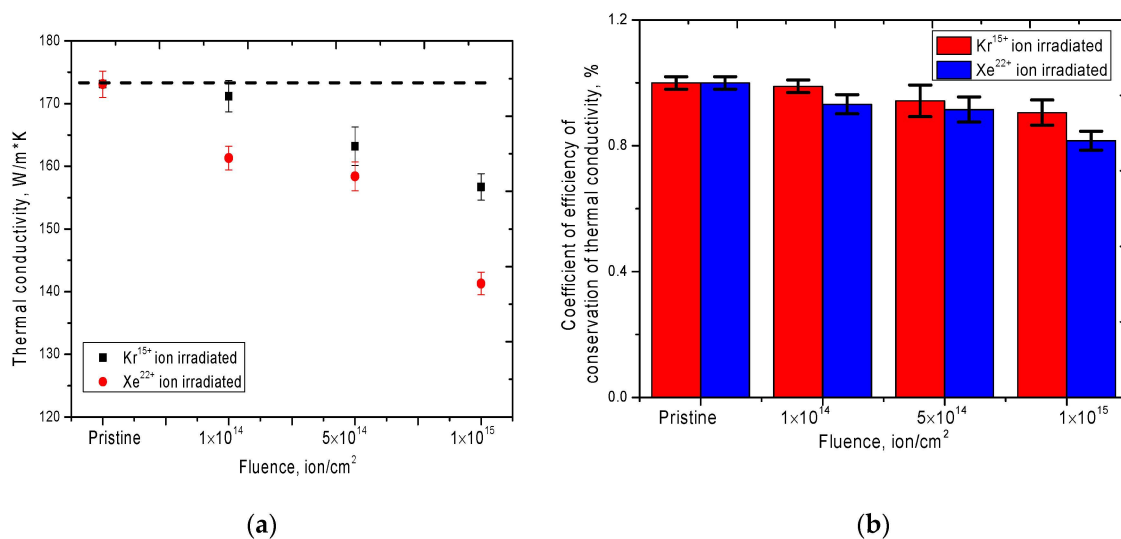 180
170
160
150
140
130
120
Thermal conductivity, W/m*K
Kr¹⁵⁺ ion irradiated
Xe²²⁺ ion irradiated
Pristine
1×10¹⁴
5×10¹⁴
1×10¹⁵
Fluence, ion/cm²
(a)
1.2
0.8
0.4
0.0
Coefficient of efficiency of
conservation of thermal conductivity, %
Kr¹⁵⁺ ion irradiated
Xe²²⁺ ion irradiated
Pristine
1×10¹⁴
5×10¹⁴
1×10¹⁵
Fluence, ion/cm²
(b)